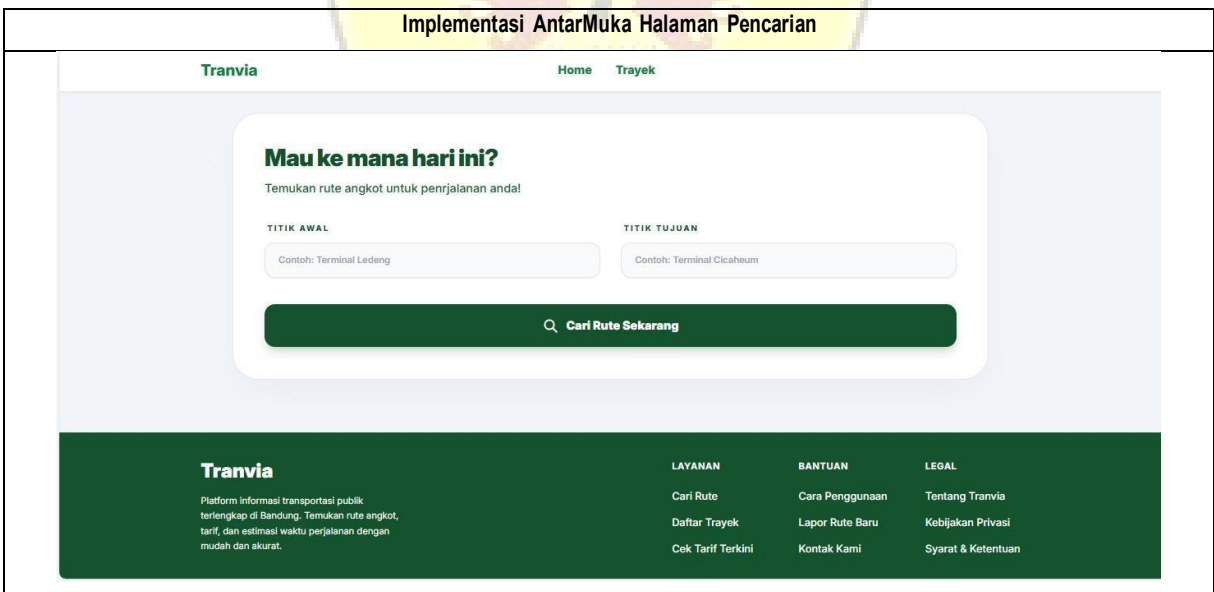 Implementasi AntarMuka Halaman Pencarian
Tranvia
Home Trayek
Mau ke mana hari ini?
Temukan rute angkot untuk penrjalanan anda!
TITIK AWAL TITIK TUJUAN
Contoh: Terminal Ledeng Contoh: Terminal Cicaheum
Cari Rute Sekarang
Tranvia
Platform informasi transportasi publik
terlengkap di Bandung. Temukan rute angkot,
tarif, dan estimasi waktu perjalanan dengan
mudah dan akurat.
LAYANAN
Cari Rute
Daftar Trayek
Cek Tarif Terkini
BANTUAN
Cara Penggunaan
Lapor Rute Baru
Kontak Kami
LEGAL
Tentang Tranvia
Kebijakan Privasi
Syarat & Ketentuan